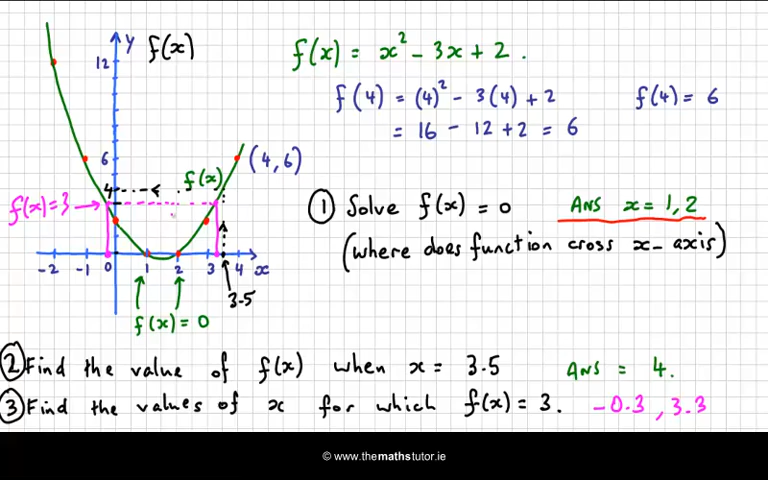 y f(x)
12
6
4
f(x)=3
f(x)
(4,6)
-2 -1 0 1 2 3 4 x
3.5
f(x) = 0
f(x) = x² - 3x + 2.
f(4) = (4)² - 3(4) + 2 f(4) = 6
= 16 - 12 + 2 = 6
① Solve f(x) = 0 Ans x = 1, 2
(where does function cross x-axis)
② Find the value of f(x) when x = 3.5 Ans = 4.
③ Find the values of x for which f(x) = 3. -0.3, 3.3
© www.themathstutor.ie